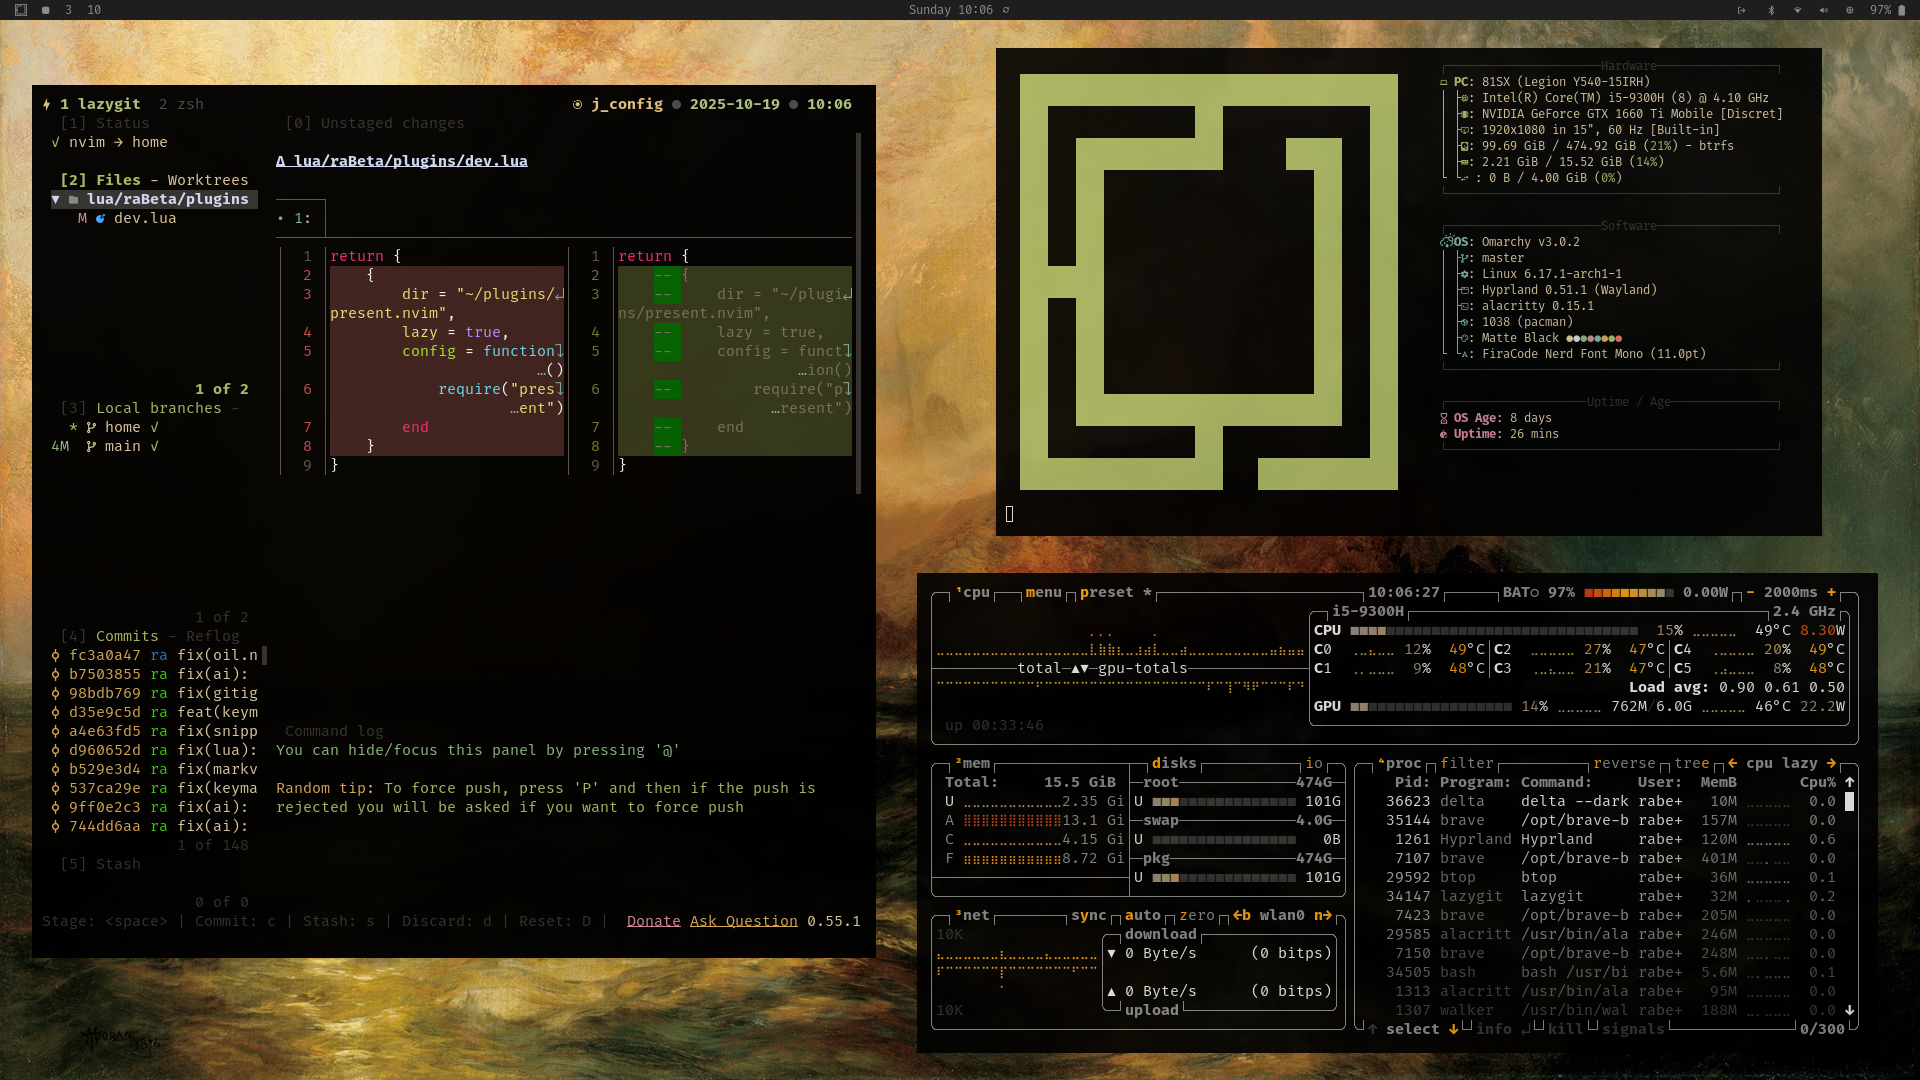 3 10
Sunday 10:06
97%
1 lazygit 2 zsh
j_config ● 2025-10-19 ● 10:06
[1] Status
✓ nvim → home
[2] Files - Worktrees
▼ lua/raBeta/plugins
M dev.lua
1 of 2
[3] Local branches -
* home ✓
4M main ✓
1 of 2
[4] Commits - Reflog
fc3a0a47 ra fix(oil.n
b7503855 ra fix(ai):
98bdb769 ra fix(gitig
d35e9c5d ra feat(keym
a4e63fd5 ra fix(snipp
d960652d ra fix(lua):
b529e3d4 ra fix(markv
537ca29e ra fix(keyma
9ff0e2c3 ra fix(ai):
744dd6aa ra fix(ai):
1 of 148
[5] Stash
0 of 0
[0] Unstaged changes
Δ lua/raBeta/plugins/dev.lua
• 1:
1 return {
2 {
3 dir = "~/plugins/↵
present.nvim",
4 lazy = true,
5 config = function
…()
6 require("pres
…ent")
7 end
8 }
9 }
1 return {
2 -- {
3 -- dir = "~/plugi↵
ns/present.nvim",
4 -- lazy = true,
5 -- config = funct
…ion()
6 -- require("p
…resent")
7 -- end
8 -- }
9 }
Command log
You can hide/focus this panel by pressing '@'
Random tip: To force push, press 'P' and then if the push is
rejected you will be asked if you want to force push
Stage: <space> | Commit: c | Stash: s | Discard: d | Reset: D | Donate Ask Question 0.55.1
Hardware
PC: 81SX (Legion Y540-15IRH)
: Intel(R) Core(TM) i5-9300H (8) @ 4.10 GHz
: NVIDIA GeForce GTX 1660 Ti Mobile [Discret]
: 1920x1080 in 15", 60 Hz [Built-in]
: 99.69 GiB / 474.92 GiB (21%) - btrfs
: 2.21 GiB / 15.52 GiB (14%)
: 0 B / 4.00 GiB (0%)
Software
OS: Omarchy v3.0.2
: master
: Linux 6.17.1-arch1-1
: Hyprland 0.51.1 (Wayland)
: alacritty 0.15.1
: 1038 (pacman)
: Matte Black
: FiraCode Nerd Font Mono (11.0pt)
Uptime / Age
OS Age: 8 days
Uptime: 26 mins
¹cpu menu preset * 10:06:27 BAT○ 97% 0.00W - 2000ms +
i5-9300H 2.4 GHz
CPU 15% 49°C 8.30W
C0 12% 49°C C2 27% 47°C C4 20% 49°C
C1 9% 48°C C3 21% 47°C C5 8% 48°C
Load avg: 0.90 0.61 0.50
GPU 14% 762M/6.0G 46°C 22.2W
total ▲▼ gpu-totals
up 00:33:46
²mem
Total: 15.5 GiB
U 2.35 Gi
A 13.1 Gi
C 4.15 Gi
F 8.72 Gi
disks io
root 474G
U 101G
swap 4.0G
U 0B
pkg 474G
U 101G
³net sync auto zero ←b wlan0 n→
10K
download
▼ 0 Byte/s (0 bitps)
▲ 0 Byte/s (0 bitps)
10K
upload
⁴proc filter reverse tree ← cpu lazy →
Pid: Program: Command: User: MemB Cpu% ↑
36623 delta delta --dark rabe+ 10M 0.0
35144 brave /opt/brave-b rabe+ 157M 0.0
1261 Hyprland Hyprland rabe+ 120M 0.6
7107 brave /opt/brave-b rabe+ 401M 0.0
29592 btop btop rabe+ 36M 0.1
34147 lazygit lazygit rabe+ 32M 0.2
7423 brave /opt/brave-b rabe+ 205M 0.0
29585 alacritt /usr/bin/ala rabe+ 246M 0.0
7150 brave /opt/brave-b rabe+ 248M 0.0
34505 bash bash /usr/bi rabe+ 5.6M 0.1
1313 alacritt /usr/bin/ala rabe+ 95M 0.0
1307 walker /usr/bin/wal rabe+ 188M 0.0 ↓
↑ select ↓ info ↵ kill signals 0/300